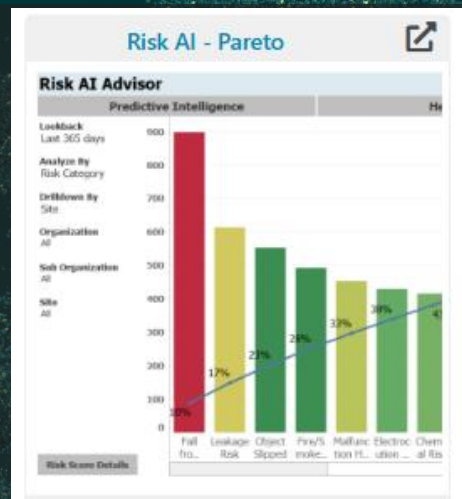 Risk AI - Pareto
Risk AI Advisor
Predictive Intelligence
He
Lookback
Last 365 days
Analyze By
Risk Category
Drilldown By
Site
Organization
All
Sub Organization
All
Site
All
Risk Score Details
900
800
700
600
500
400
300
200
100
0
10%
17%
23%
28%
33%
38%
Fall fro...
Leakage Risk
Object Slipped
Fire/S moke...
Malfunc tion H...
Electroc ution ...
Chem al Ris